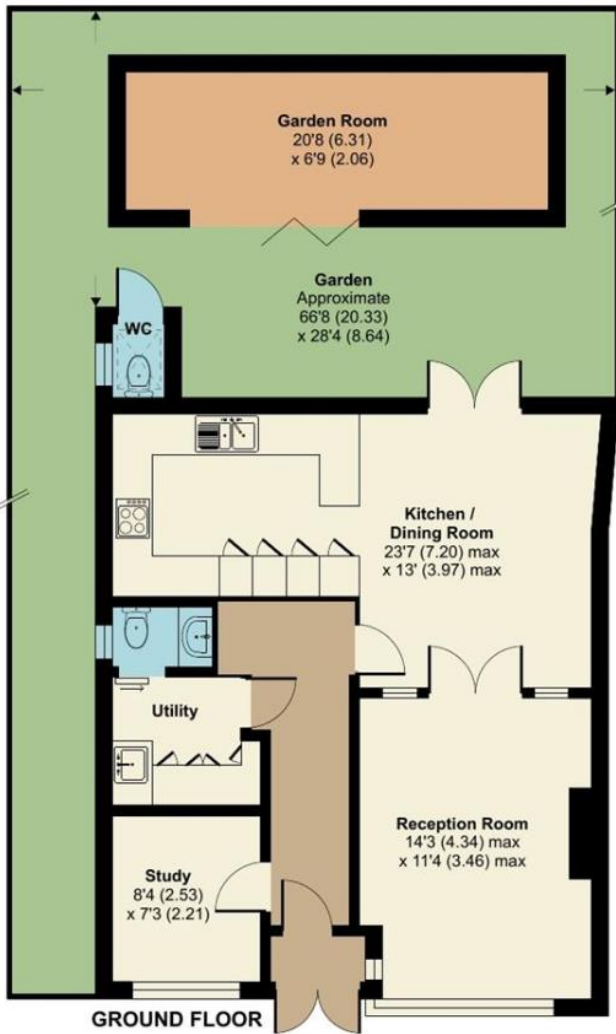 Garden Room
20'8 (6.31)
x 6'9 (2.06)
Garden
Approximate
66'8 (20.33)
x 28'4 (8.64)
WC
Kitchen /
Dining Room
23'7 (7.20) max
x 13' (3.97) max
Utility
Reception Room
14'3 (4.34) max
x 11'4 (3.46) max
Study
8'4 (2.53)
x 7'3 (2.21)
GROUND FLOOR